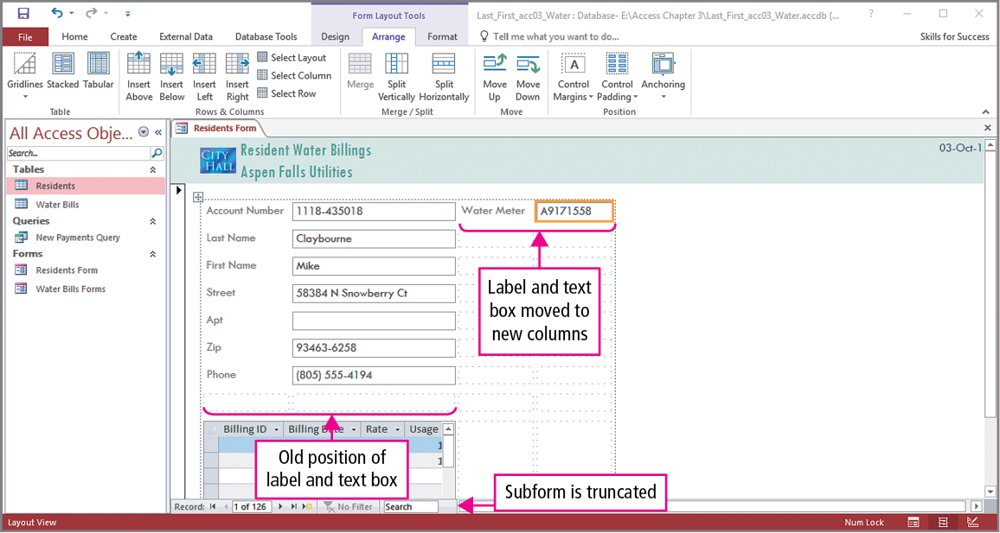 Form Layout Tools
Last_First_acc03_Water : Database- E:\Access Chapter 3\Last_First_acc03_Water.accdb (...
?
File
Home
Create
External Data
Database Tools
Design
Arrange
Format
Tell me what you want to do...
Skills for Success
Gridlines
Stacked
Tabular
Table
Insert Above
Insert Below
Insert Left
Insert Right
Select Layout
Select Column
Select Row
Rows & Columns
Merge
Split Vertically
Split Horizontally
Merge / Split
Move Up
Move Down
Move
A
Control Margins
Control Padding
Anchoring
Position
All Access Obje...
Search...
Tables
Residents
Water Bills
Queries
New Payments Query
Forms
Residents Form
Water Bills Forms
Residents Form
CITY HALL
Resident Water Billings
Aspen Falls Utilities
03-Oct-1
Account Number
1118-435018
Water Meter
A9171558
Last Name
Claybourne
First Name
Mike
Street
58384 N Snowberry Ct
Apt
Zip
93463-6258
Phone
(805) 555-4194
Label and text
box moved to
new columns
Billing ID
Billing Date
Rate
Usage
1
1
Old position of
label and text box
Subform is truncated
Record:
1 of 126
No Filter
Search
Layout View
Num Lock